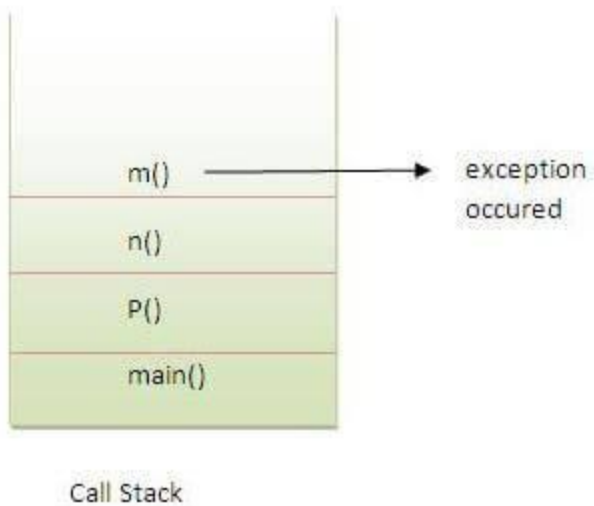 m()
exception
occured
n()
P()
main()
Call Stack